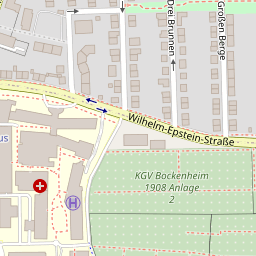 Drei Brunnen
Großen Berge
Wilhelm-Epstein-Straße
KGV Bockenheim
1908 Anlage
2
H